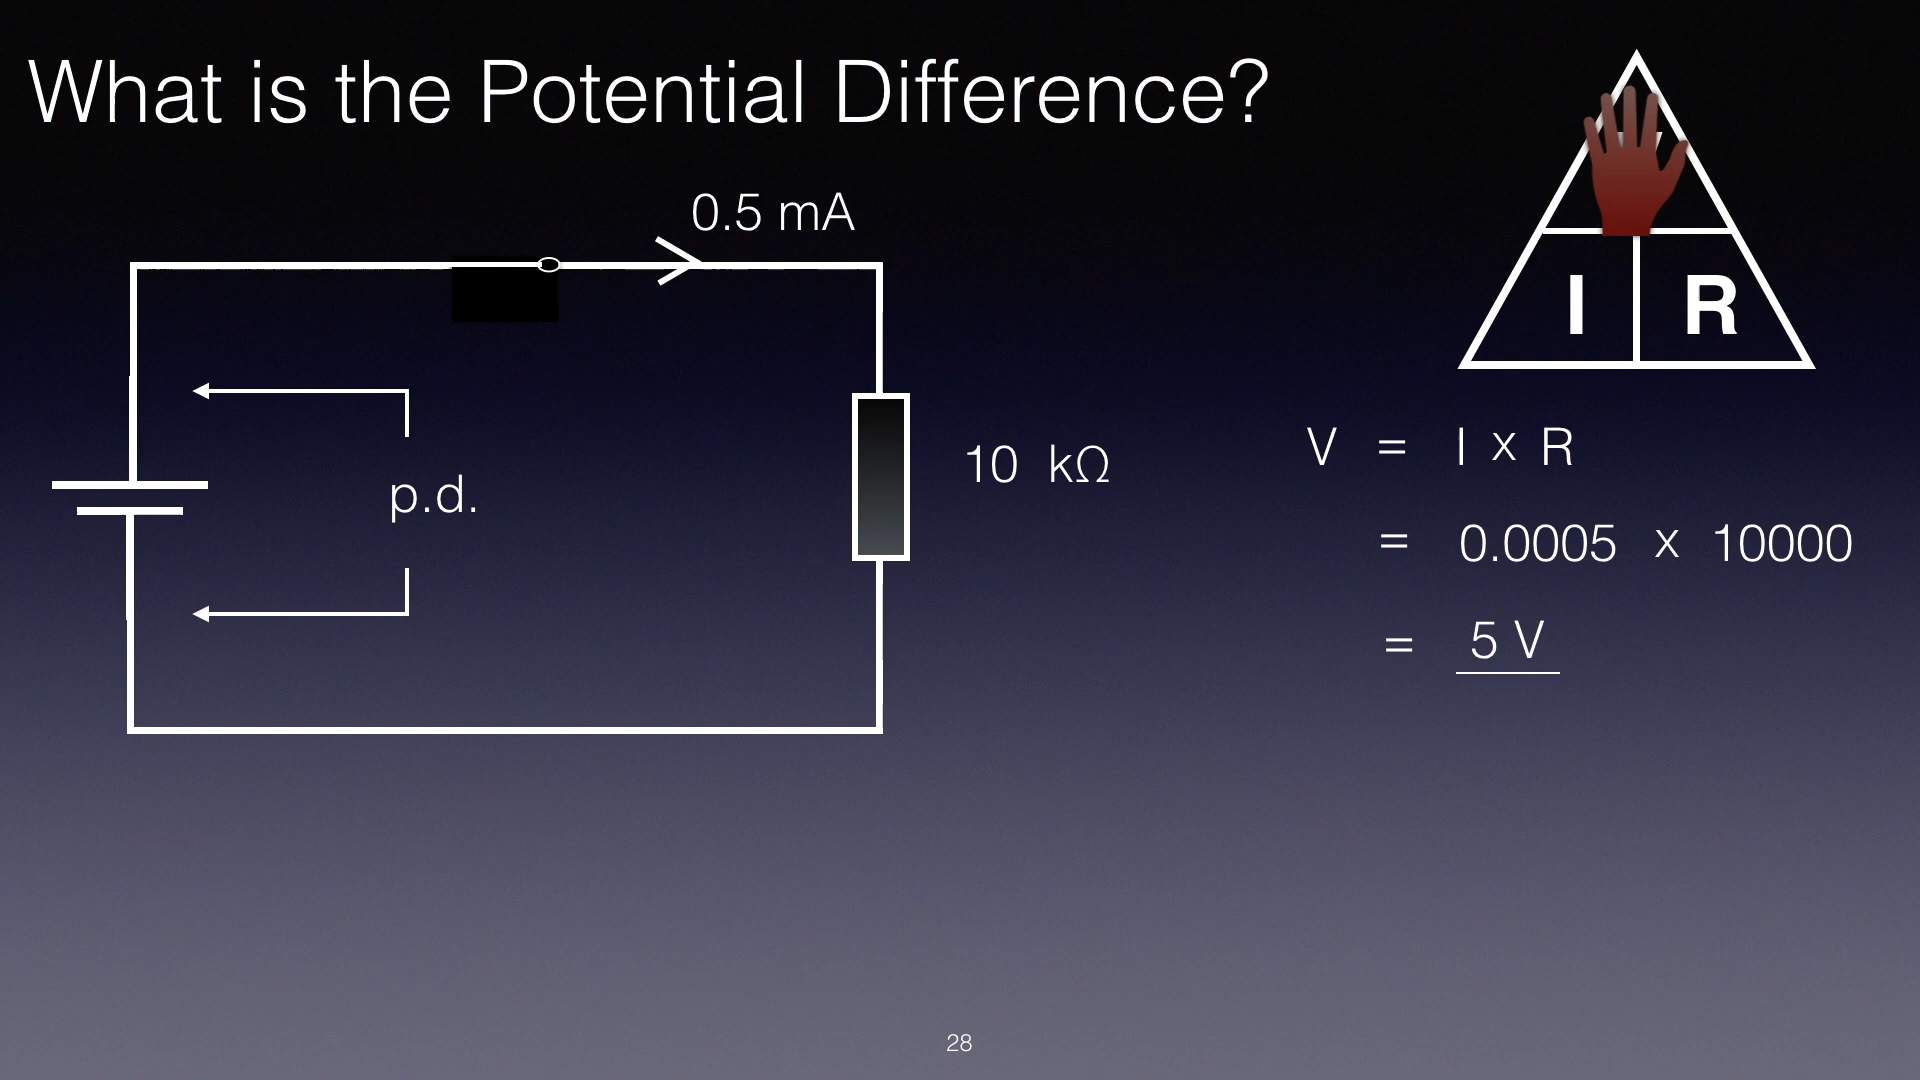 What is the Potential Difference?
0.5 mA
I R
10 kΩ
p.d.
V = I x R
= 0.0005 x 10000
= 5 V
28